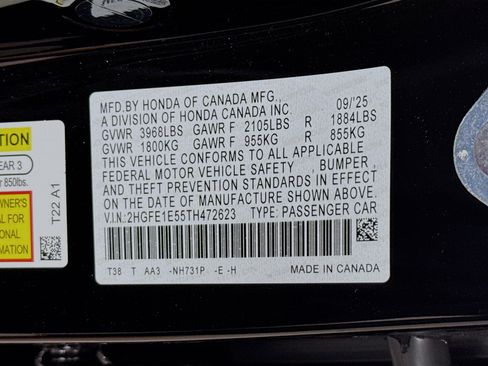 MFD.BY HONDA OF CANADA MFG.,
A DIVISION OF HONDA CANADA INC. 09/'25
GVWR 3968LBS GAWR F 2105LBS R 1884LBS
GVWR 1800KG GAWR F 955KG R 855KG
THIS VEHICLE CONFORMS TO ALL APPLICABLE
FEDERAL MOTOR VEHICLE SAFETY , BUMPER ,
AND THEFT PREVENTION STANDARDS IN EFFECT
ON THE DATE OF MANUFACTURE SHOWN ABOVE.
V.I.N:2HGFE1E55TH472623 TYPE: PASSENGER CAR
T38 T AA3 -NH731P -E -H
MADE IN CANADA
TION
EAR 3
r 850lbs.
WNER'S
AL FOR
TIONAL
MATION
T22 A1